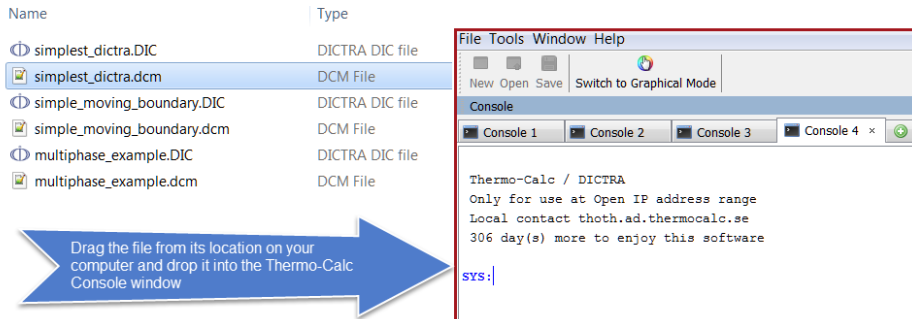 Name Type
simplest_dictra.DIC DICTRA DIC file
simplest_dictra.dcm DCM File
simple_moving_boundary.DIC DICTRA DIC file
simple_moving_boundary.dcm DCM File
multiphase_example.DIC DICTRA DIC file
multiphase_example.dcm DCM File
Drag the file from its location on your
computer and drop it into the Thermo-Calc
Console window
File Tools Window Help
New Open Save Switch to Graphical Mode
Console
Console 1 Console 2 Console 3 Console 4 ×
Thermo-Calc / DICTRA
Only for use at Open IP address range
Local contact thoth.ad.thermocalc.se
306 day(s) more to enjoy this software
SYS: